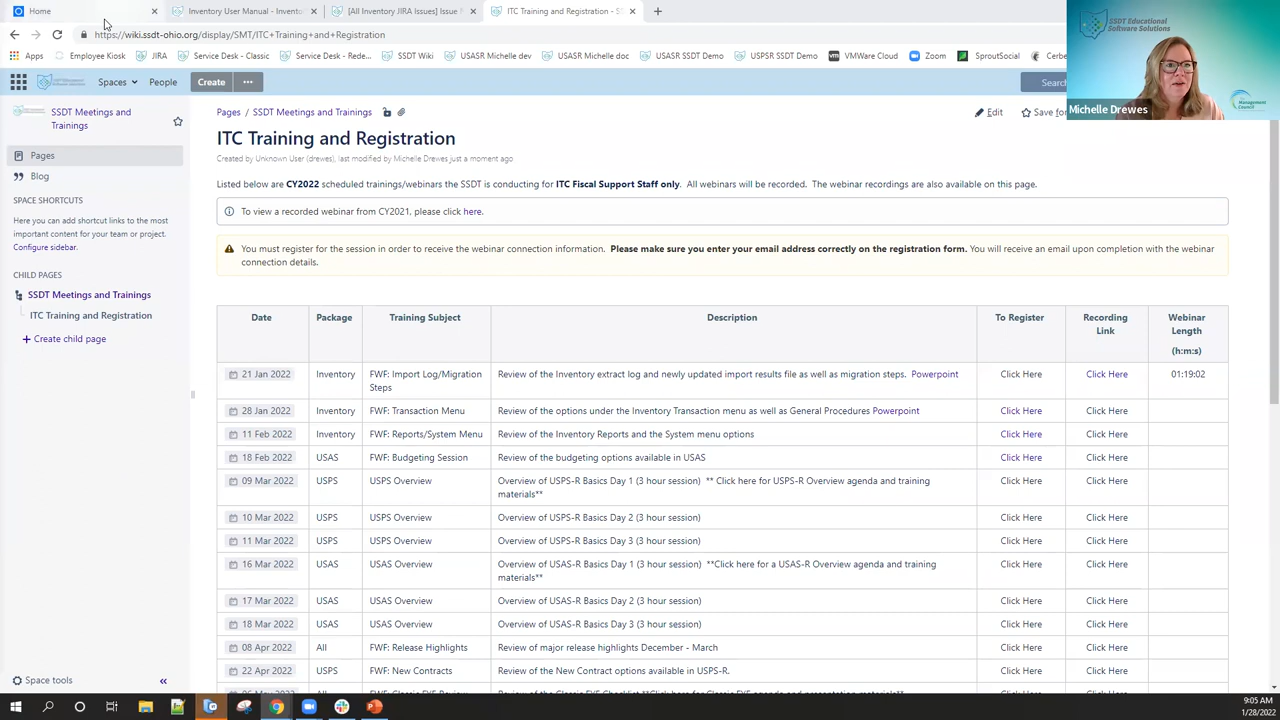 Home
Inventory User Manual - Invento
[All Inventory JIRA Issues] Issue
ITC Training and Registration - S
https://wiki.ssdt-ohio.org/display/SMT/ITC+Training+and+Registration
Apps
Employee Kiosk
JIRA
Service Desk - Classic
Service Desk - Rede...
SSDT Wiki
USASR Michelle dev
USPSR Michelle dev
USASR SSDT Demo
USPSR SSDT Demo
VMWare Cloud
Zoom
SproutSocial
Cerbe
SSDT Educational
Software Solutions
Management
Council
Michelle Drewes
Spaces
People
Create
Search
SSDT Meetings and
Trainings
Pages
Blog
SPACE SHORTCUTS
Here you can add shortcut links to the most
important content for your team or project.
Configure sidebar.
CHILD PAGES
SSDT Meetings and Trainings
ITC Training and Registration
+ Create child page
Space tools
Pages / SSDT Meetings and Trainings
Edit
Save for
ITC Training and Registration
Created by Unknown User (drewes), last modified by Michelle Drewes just a moment ago
Listed below are CY2022 scheduled trainings/webinars the SSDT is conducting for ITC Fiscal Support Staff only. All webinars will be recorded. The webinar recordings are also available on this page.
To view a recorded webinar from CY2021, please click here.
You must register for the session in order to receive the webinar connection information. Please make sure you enter your email address correctly on the registration form. You will receive an email upon completion with the webinar
connection details.
Date Package Training Subject Description To Register Recording Link Webinar Length (h:m:s)
21 Jan 2022 Inventory FWF: Import Log/Migration Steps Review of the Inventory extract log and newly updated import results file as well as migration steps. Powerpoint Click Here Click Here 01:19:02
28 Jan 2022 Inventory FWF: Transaction Menu Review of the options under the Inventory Transaction menu as well as General Procedures Powerpoint Click Here Click Here
11 Feb 2022 Inventory FWF: Reports/System Menu Review of the Inventory Reports and the System menu options Click Here Click Here
18 Feb 2022 USAS FWF: Budgeting Session Review of the budgeting options available in USAS Click Here Click Here
09 Mar 2022 USPS USPS Overview Overview of USPS-R Basics Day 1 (3 hour session) ** Click here for USPS-R Overview agenda and training materials** Click Here Click Here
10 Mar 2022 USPS USPS Overview Overview of USPS-R Basics Day 2 (3 hour session) Click Here Click Here
11 Mar 2022 USPS USPS Overview Overview of USPS-R Basics Day 3 (3 hour session) Click Here Click Here
16 Mar 2022 USAS USAS Overview Overview of USAS-R Basics Day 1 (3 hour session) **Click here for a USAS-R Overview agenda and training materials** Click Here Click Here
17 Mar 2022 USAS USAS Overview Overview of USAS-R Basics Day 2 (3 hour session) Click Here Click Here
18 Mar 2022 USAS USAS Overview Overview of USAS-R Basics Day 3 (3 hour session) Click Here Click Here
08 Apr 2022 All FWF: Release Highlights Review of major release highlights December - March Click Here Click Here
22 Apr 2022 USPS FWF: New Contracts Review of the New Contract options available in USPS-R. Click Here Click Here
9:05 AM
1/28/2022